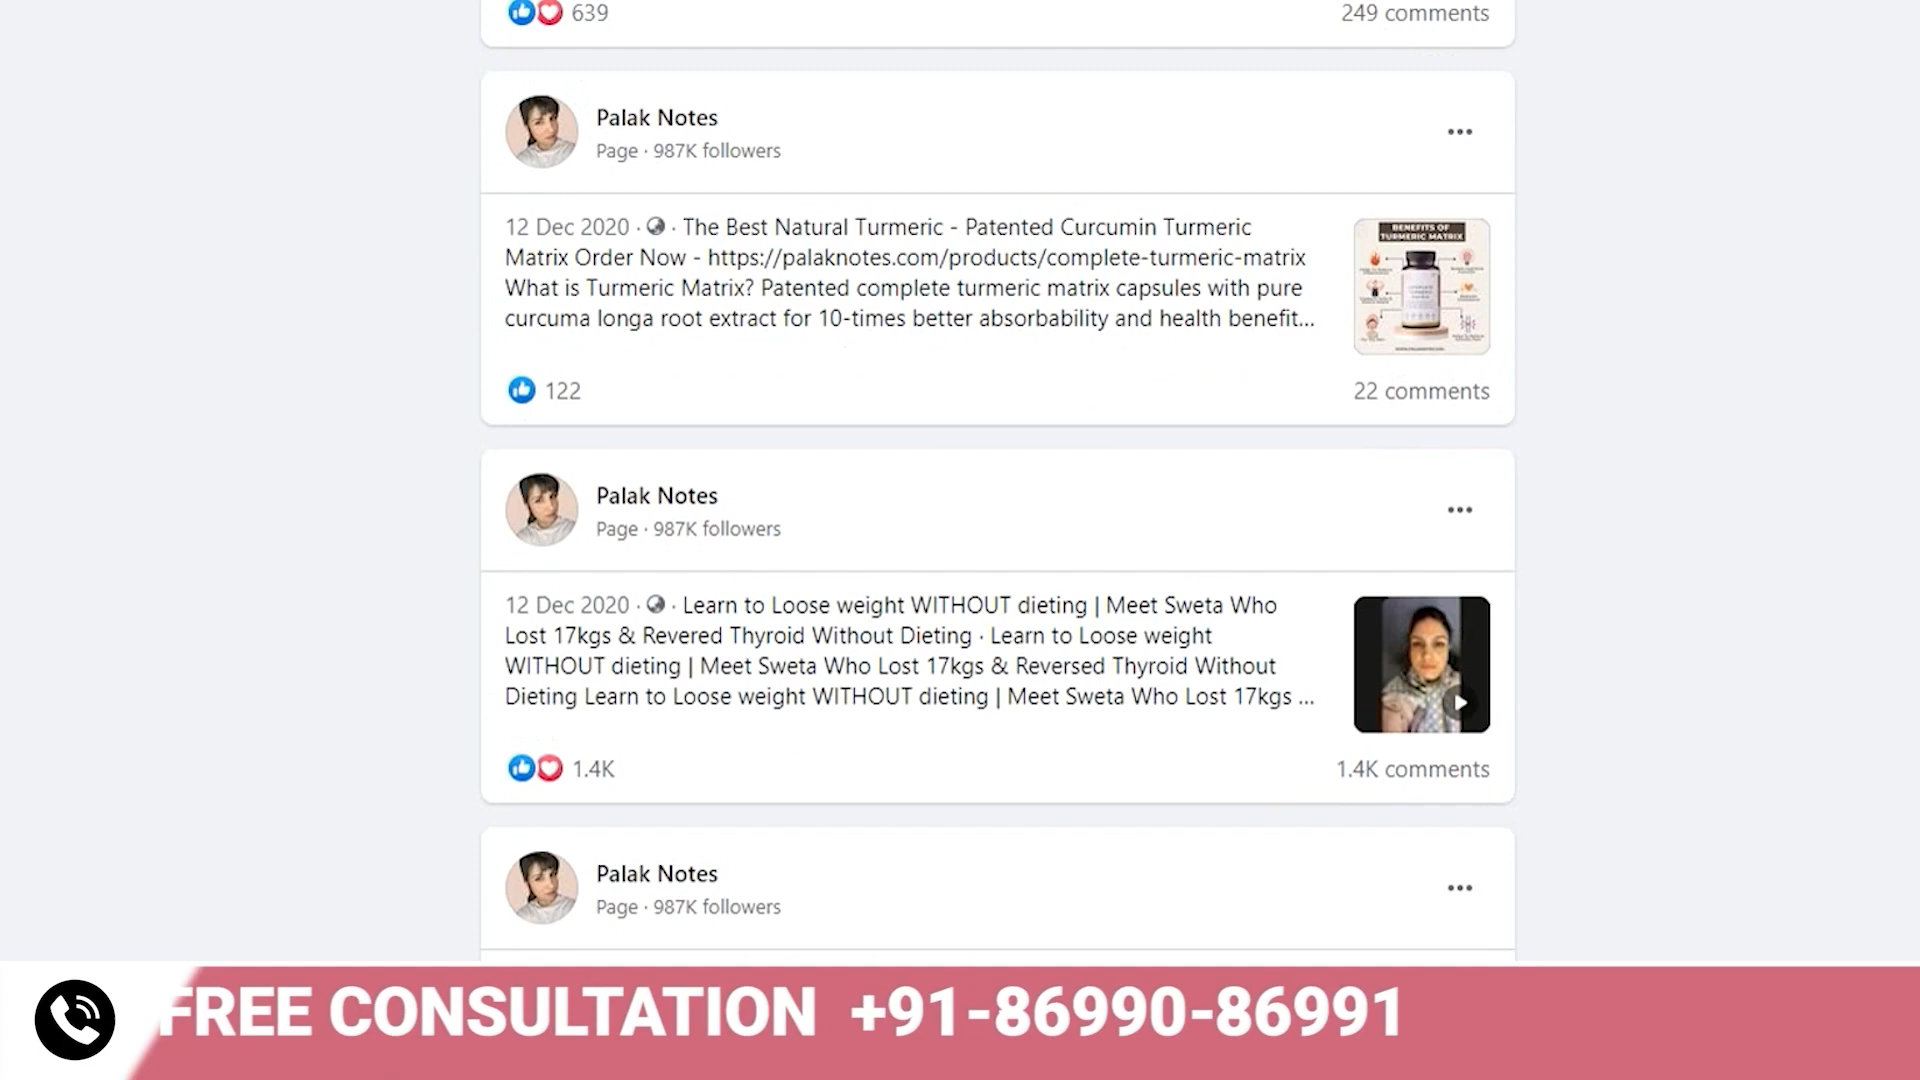 639
249 comments
Palak Notes
Page · 987K followers
12 Dec 2020 · The Best Natural Turmeric - Patented Curcumin Turmeric
Matrix Order Now - https://palaknotes.com/products/complete-turmeric-matrix
What is Turmeric Matrix? Patented complete turmeric matrix capsules with pure
curcuma longa root extract for 10-times better absorbability and health benefit...
BENEFITS OF
TURMERIC MATRIX
122
22 comments
Palak Notes
Page · 987K followers
12 Dec 2020 · Learn to Loose weight WITHOUT dieting | Meet Sweta Who
Lost 17kgs & Revered Thyroid Without Dieting · Learn to Loose weight
WITHOUT dieting | Meet Sweta Who Lost 17kgs & Reversed Thyroid Without
Dieting Learn to Loose weight WITHOUT dieting | Meet Sweta Who Lost 17kgs ...
1.4K
1.4K comments
Palak Notes
Page · 987K followers
FREE CONSULTATION +91-86990-86991